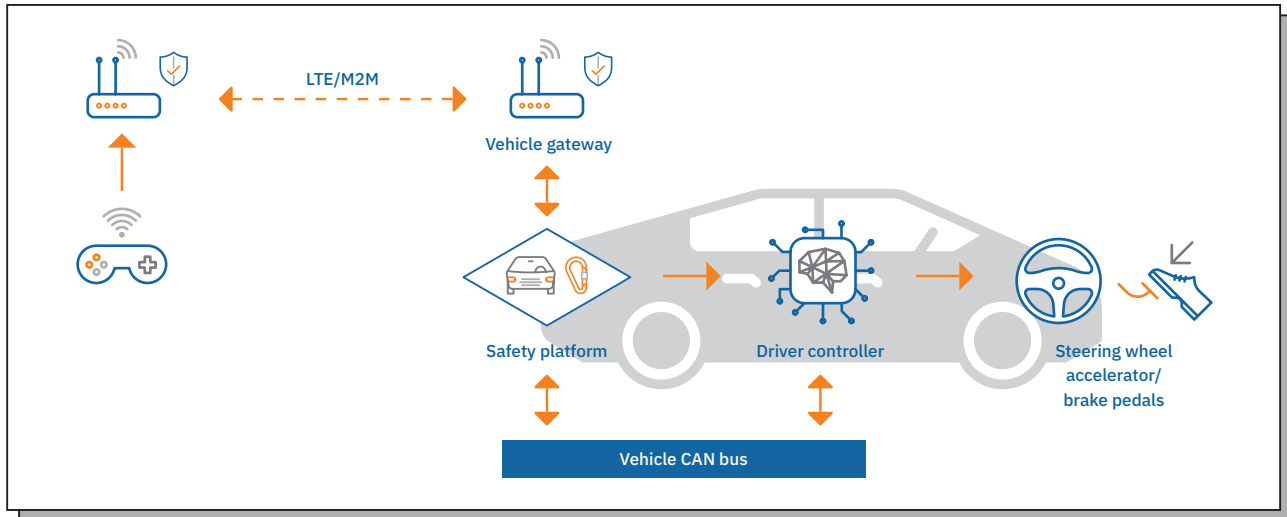 LTE/M2M
Vehicle gateway
Safety platform
Driver controller
Steering wheel
accelerator/
brake pedals
Vehicle CAN bus